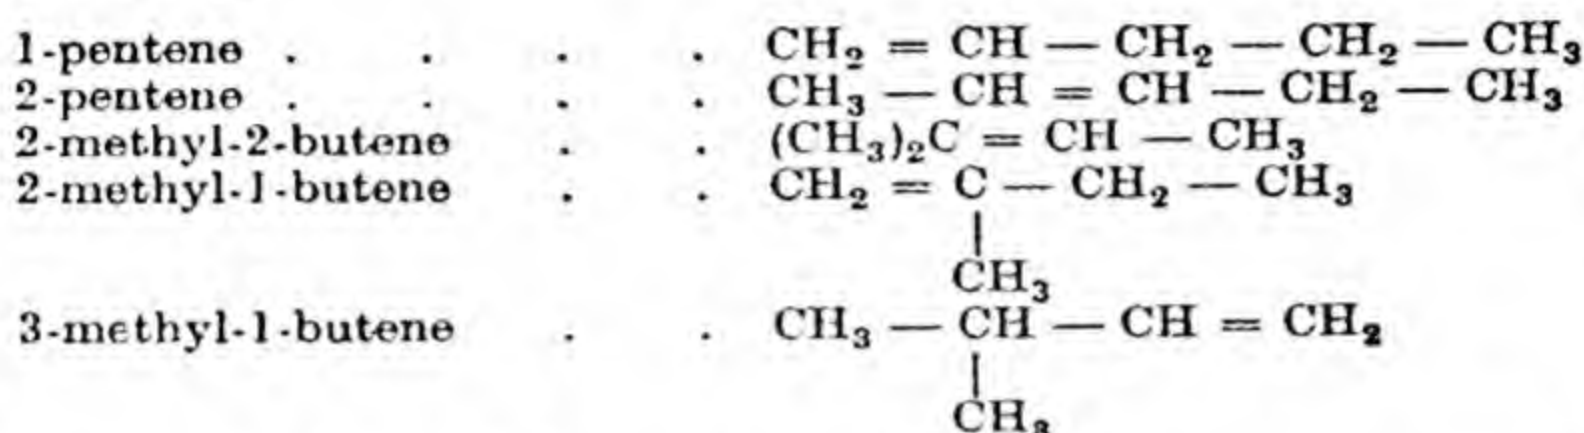 1-pentene . . . . CH₂ = CH — CH₂ — CH₂ — CH₃
2-pentene . . . . CH₃ — CH = CH — CH₂ — CH₃
2-methyl-2-butene . . (CH₃)₂C = CH — CH₃
2-methyl-1-butene . . CH₂ = C — CH₂ — CH₃
|
CH₃
3-methyl-1-butene . . CH₃ — CH — CH = CH₂
|
CH₃